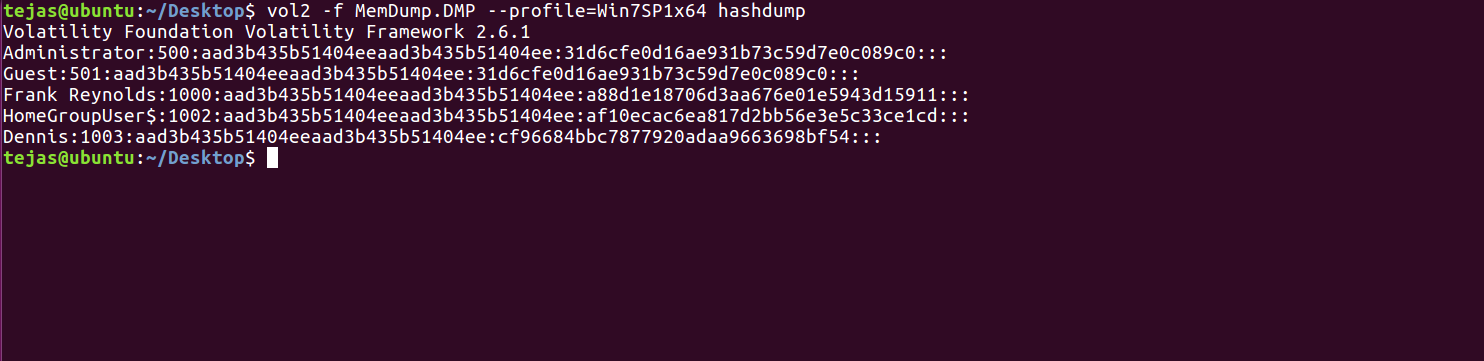 tejas@ubuntu:~/Desktop$ vol2 -f MemDump.DMP --profile=Win7SP1x64 hashdump
Volatility Foundation Volatility Framework 2.6.1
Administrator:500:aad3b435b51404eeaad3b435b51404ee:31d6cfe0d16ae931b73c59d7e0c089c0:::
Guest:501:aad3b435b51404eeaad3b435b51404ee:31d6cfe0d16ae931b73c59d7e0c089c0:::
Frank Reynolds:1000:aad3b435b51404eeaad3b435b51404ee:a88d1e18706d3aa676e01e5943d15911:::
HomeGroupUser$:1002:aad3b435b51404eeaad3b435b51404ee:af10ecac6ea817d2bb56e3e5c33ce1cd:::
Dennis:1003:aad3b435b51404eeaad3b435b51404ee:cf96684bbc7877920adaa9663698bf54:::
tejas@ubuntu:~/Desktop$